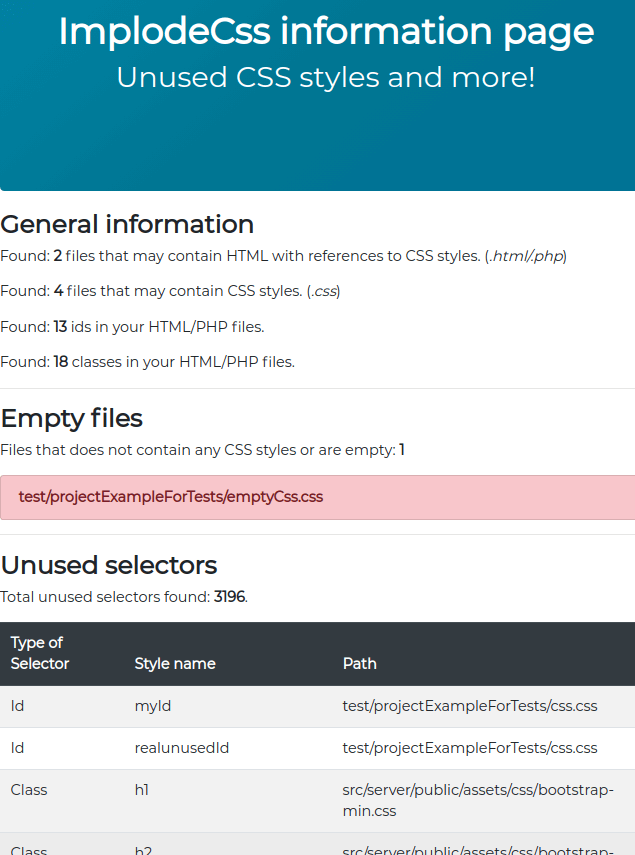 ImplodeCss information page
Unused CSS styles and more!
General information
Found: 2 files that may contain HTML with references to CSS styles. (.html/.php)
Found: 4 files that may contain CSS styles. (.css)
Found: 13 ids in your HTML/PHP files.
Found: 18 classes in your HTML/PHP files.
Empty files
Files that does not contain any CSS styles or are empty: 1
test/projectExampleForTests/emptyCss.css
Unused selectors
Total unused selectors found: 3196.
Type of
Selector Style name Path
Id myId test/projectExampleForTests/css.css
Id realunusedId test/projectExampleForTests/css.css
Class h1 src/server/public/assets/css/bootstrap-
min.css
Class h2 src/server/public/assets/css/bootstrap-